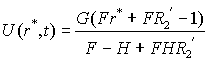 U(r*,t) = G(Fr* + FR₂′ − 1) / F − H + FHR₂′